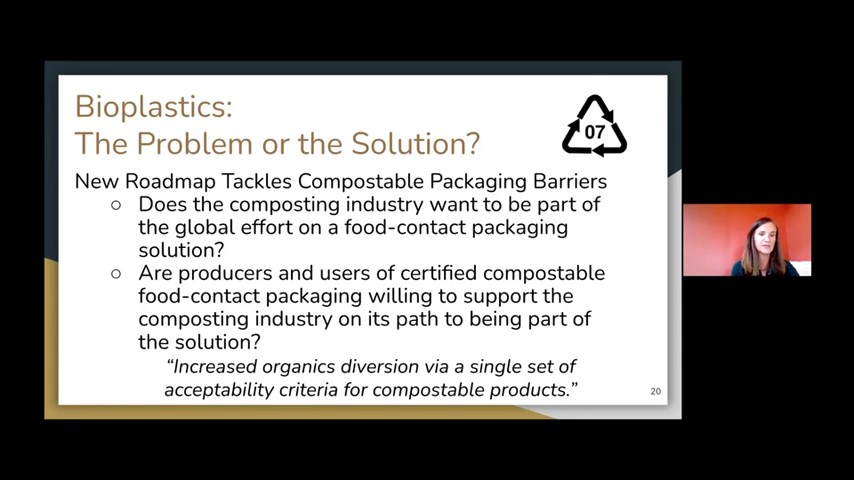 Bioplastics:
The Problem or the Solution?
07
New Roadmap Tackles Compostable Packaging Barriers
○ Does the composting industry want to be part of
the global effort on a food-contact packaging
solution?
○ Are producers and users of certified compostable
food-contact packaging willing to support the
composting industry on its path to being part of
the solution?
“Increased organics diversion via a single set of
acceptability criteria for compostable products.”
20